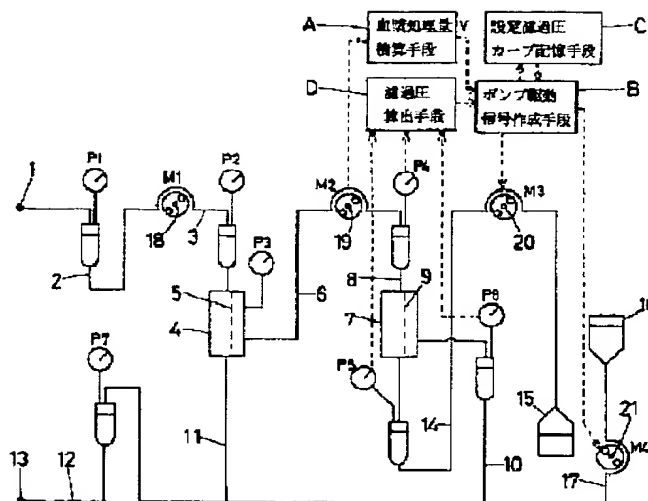 A
血漿処理量
積算手段
V
設定濾過圧
カーブ記憶手段
C
D
濾過圧
算出手段
ポンプ駆動
信号作成手段
B
1
P1
M1
P2
M2
P4
M3
18
3
19
20
2
P3
8
9
5
6
4
7
P6
P7
P5
15
21
11
14
M4
13
12
10
17